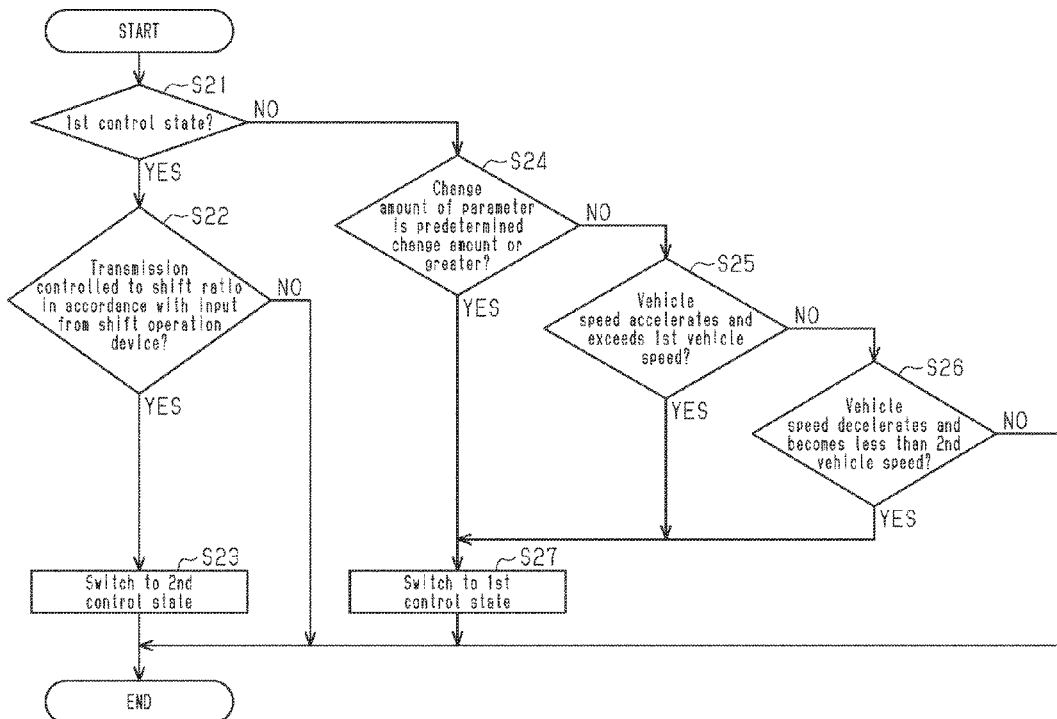 START
S21
1st control state?
NO
YES
S22
Transmission
controlled to shift ratio
in accordance with input
from shift operation
device?
NO
YES
S23
Switch to 2nd
control state
S24
Change
amount of parameter
is predetermined
change amount or
greater?
NO
YES
S25
Vehicle
speed accelerates and
exceeds 1st vehicle
speed?
NO
YES
S26
Vehicle
speed decelerates and
becomes less than 2nd
vehicle speed?
NO
YES
S27
Switch to 1st
control state
END